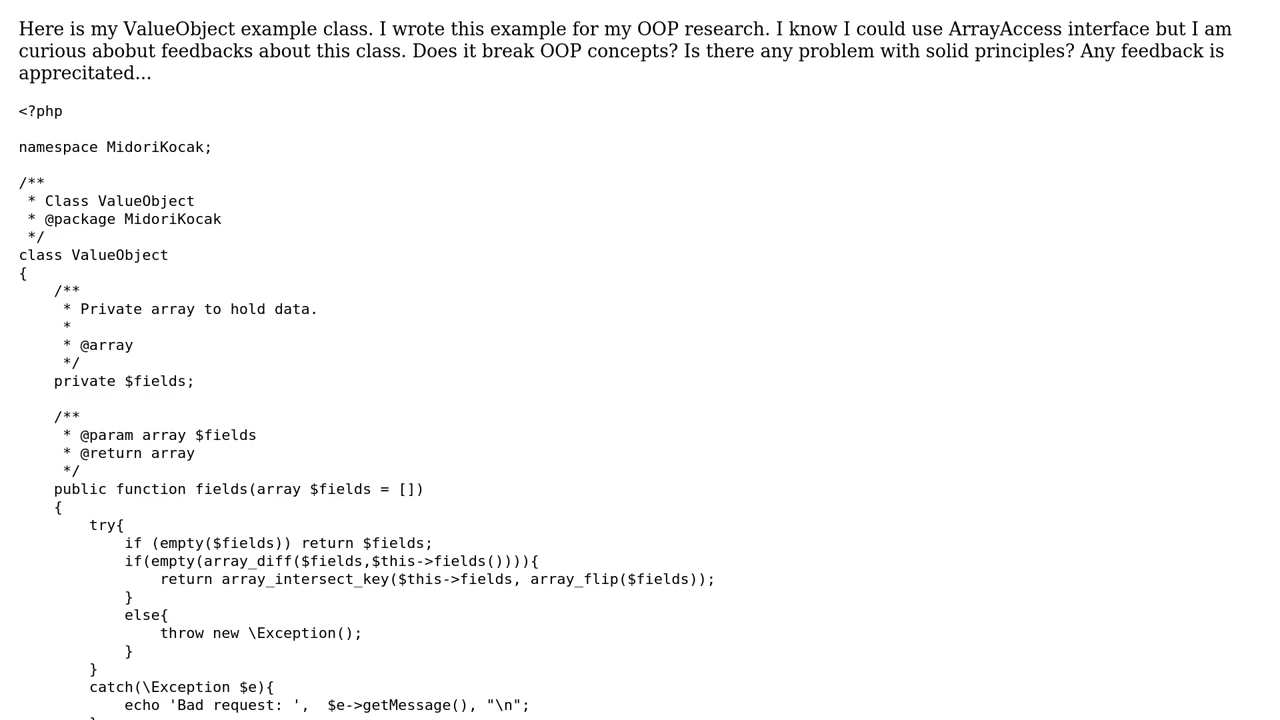 Here is my ValueObject example class. I wrote this example for my OOP research. I know I could use ArrayAccess interface but I am
curious abobut feedbacks about this class. Does it break OOP concepts? Is there any problem with solid principles? Any feedback is
apprecitated...
<?php
namespace MidoriKocak;
/**
 * Class ValueObject
 * @package MidoriKocak
 */
class ValueObject
{
    /**
     * Private array to hold data.
     *
     * @array
     */
    private $fields;
    /**
     * @param array $fields
     * @return array
     */
    public function fields(array $fields = [])
    {
        try{
            if (empty($fields)) return $fields;
            if(empty(array_diff($fields,$this->fields()))){
                return array_intersect_key($this->fields, array_flip($fields));
            }
            else{
                throw new \Exception();
            }
        }
        catch(\Exception $e){
            echo 'Bad request: ',  $e->getMessage(), "\n";